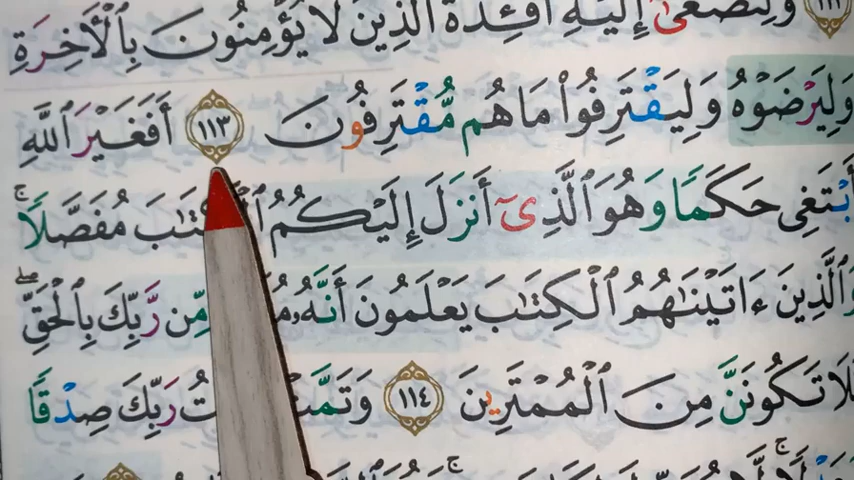 وَلِتَصْغَىٰٓ إِلَيْهِ أَفْـِٔدَةُ ٱلَّذِينَ لَا يُؤْمِنُونَ بِٱلْأَخِرَةِ
وَلِيَرْضَوْهُ وَلِيَقْتَرِفُوا۟ مَا هُم مُّقْتَرِفُونَ ١١٣ أَفَغَيْرَ ٱللَّهِ
أَبْتَغِى حَكَمًا وَهُوَ ٱلَّذِىٓ أَنزَلَ إِلَيْكُمُ مُفَصَّلًا ۚ
وَٱلَّذِينَ ءَاتَيْنَٰهُمُ ٱلْكِتَٰبَ يَعْلَمُونَ أَنَّهُۥ مِّن رَّبِّكَ بِٱلْحَقِّ ۖ
تَكُونَنَّ مِنَ ٱلْمُمْتَرِينَ ١١٤ رَبِّكَ صِدْقًا